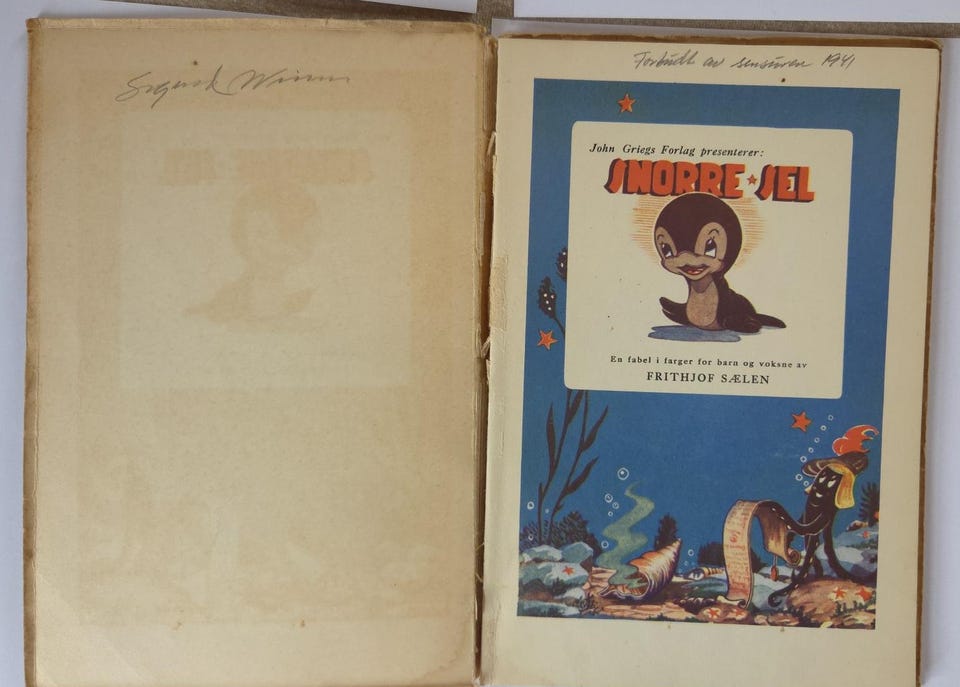 Forbudt av sensuren 1941
John Griegs Forlag presenterer:
SNORRE SEL
En fabel i farger for barn og voksne av
FRITHJOF SÆLEN